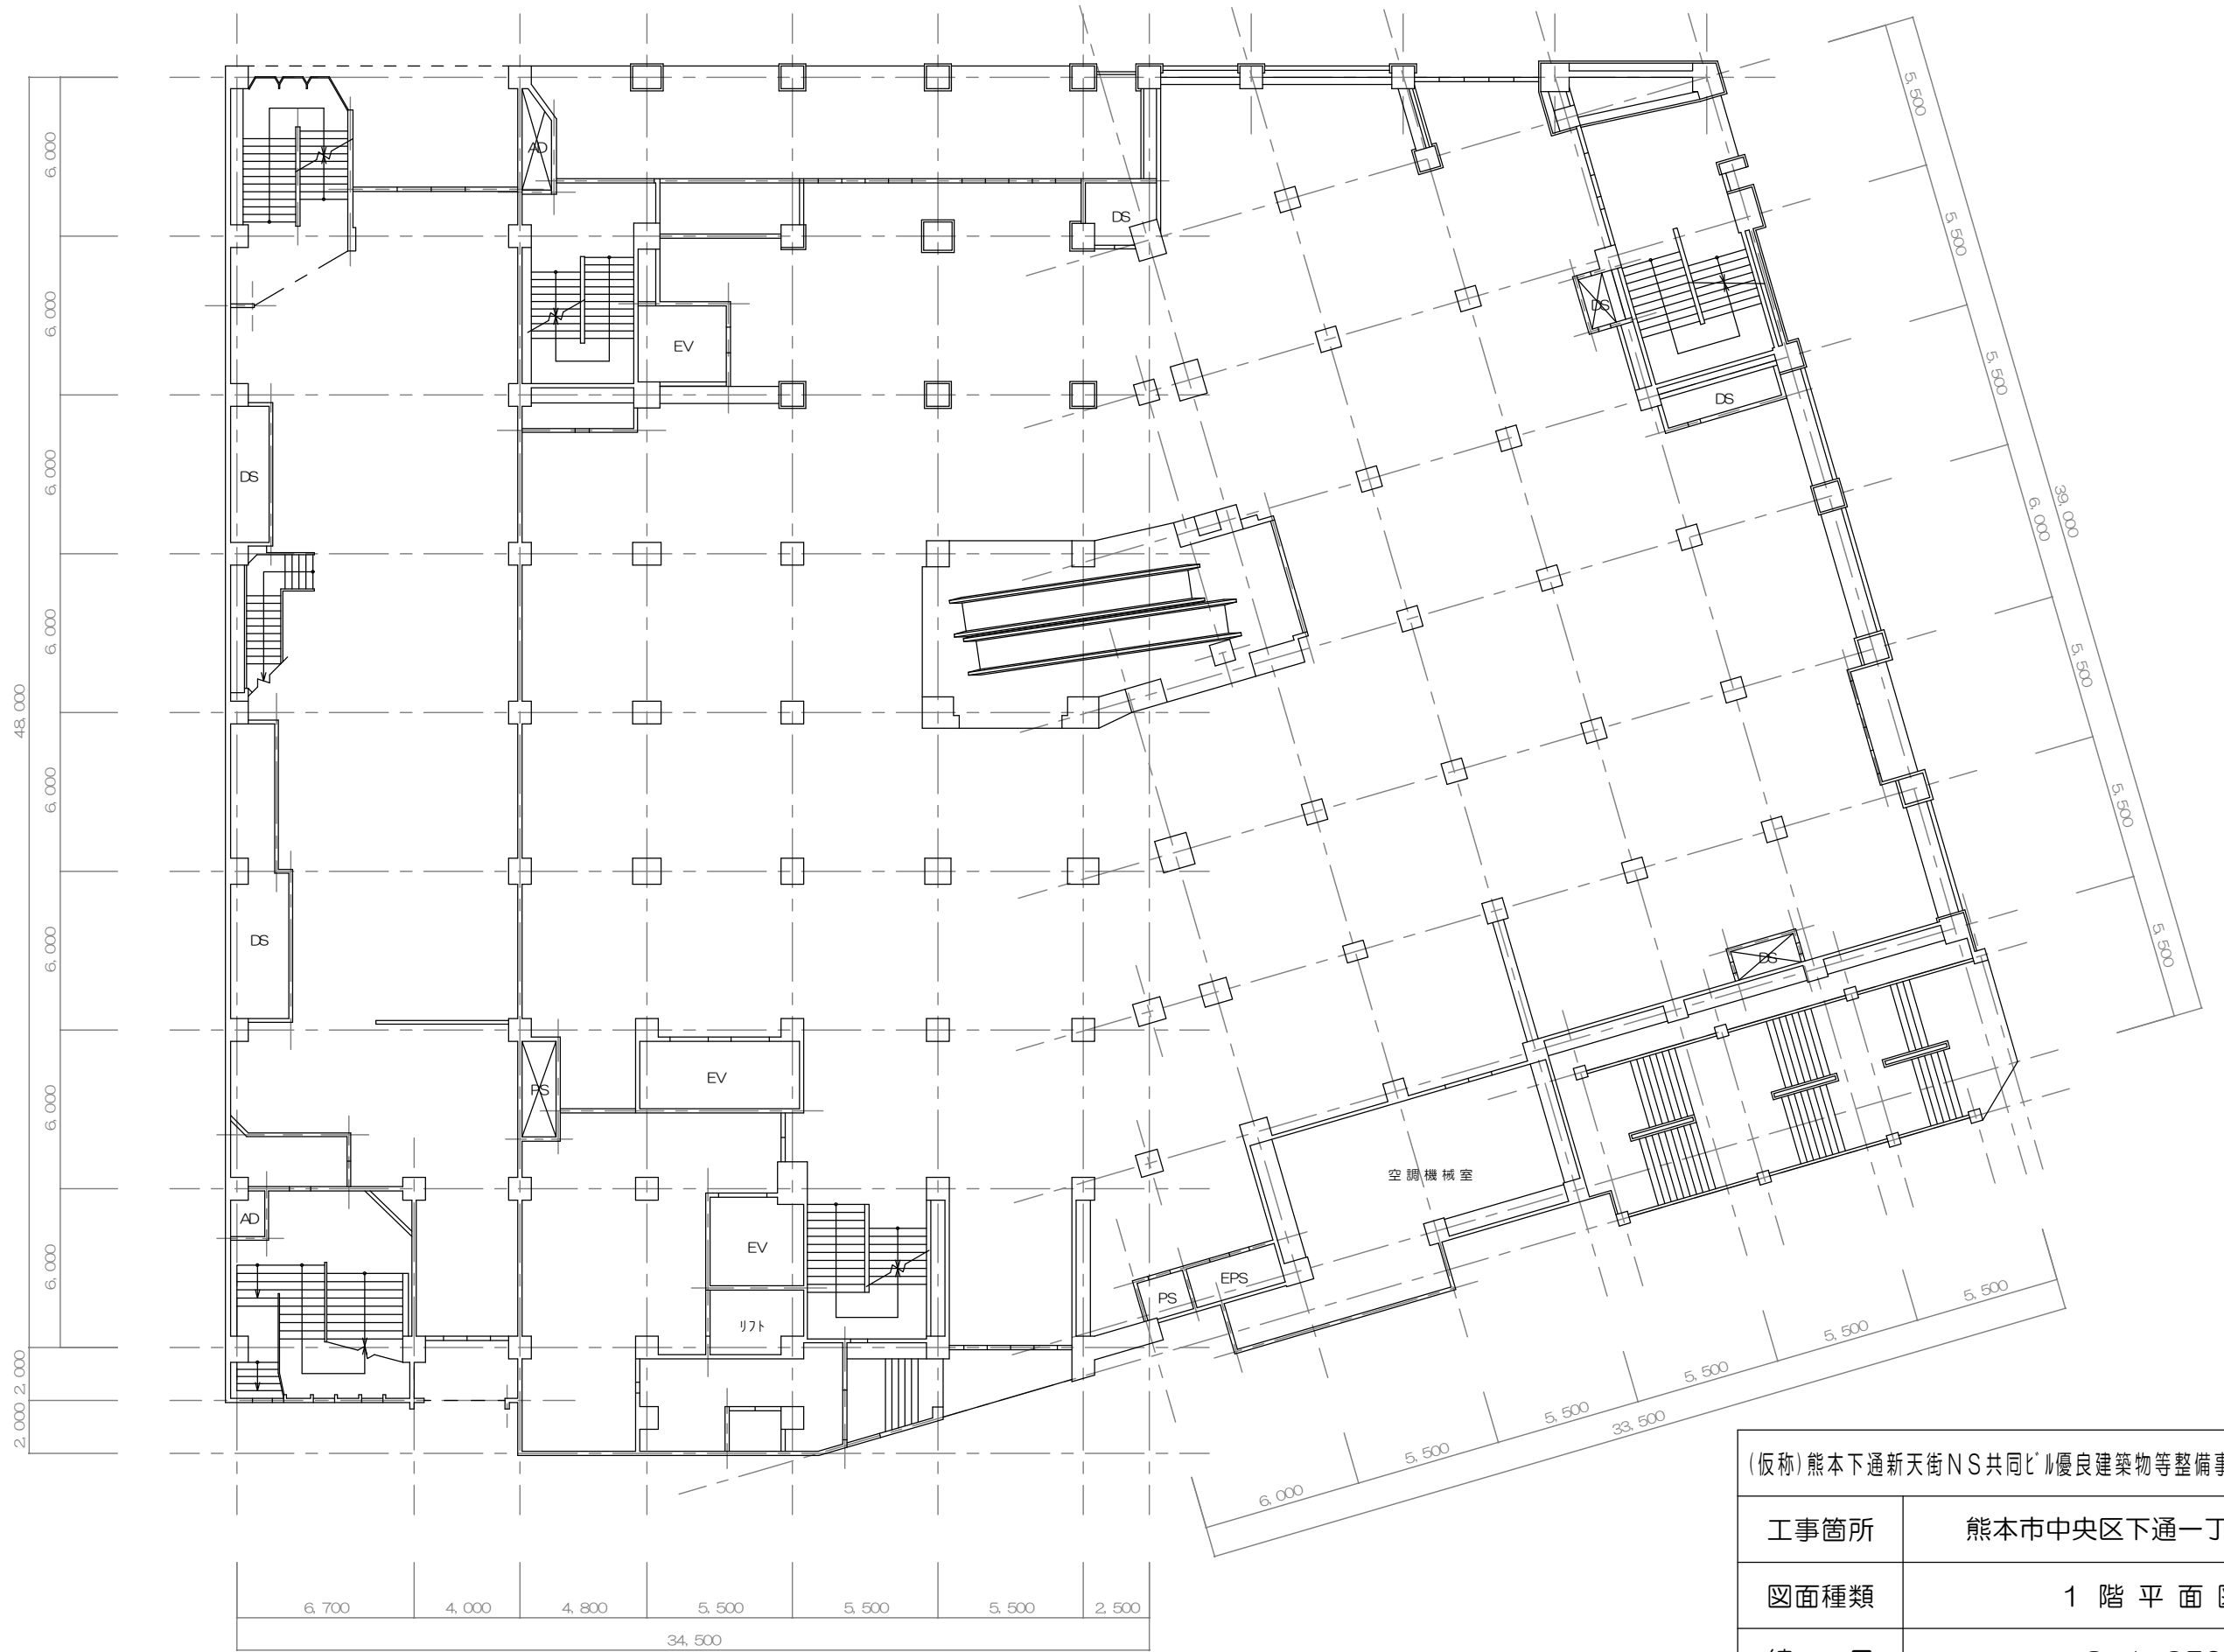 6,000
6,000
6,000
6,000
6,000
6,000
6,000
6,000
48,000
2,000
2,000
AD
DS
EV
DS
DS
DS
DS
5,500
5,500
5,500
6,000
5,500
5,500
5,500
39,000
DS
DS
PS
EV
AD
EV
リフト
空調機械室
EPS
PS
5,500
5,500
5,500
5,500
5,500
6,000
33,500
6,700
4,000
4,800
5,500
5,500
5,500
2,500
34,500
(仮称)熊本下通新天街NS共同ビル優良建築物等整備事
工事箇所 熊本市中央区下通一丁
図面種類 1 階 平 面